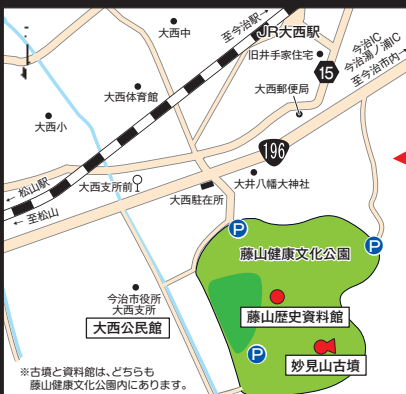 大西中
至今治駅→
JR大西駅
旧井手家住宅
今治IC
今治湯ノ浦IC
至今治市内→
15
大西体育館
大西郵便局
大西小
196
←松山駅
大西支所前
大井八幡大神社
←至松山
大西駐在所
P
藤山健康文化公園
P
今治市役所
大西支所
藤山歴史資料館
大西公民館
P
妙見山古墳
※古墳と資料館は、どちらも
藤山健康文化公園内にあります。